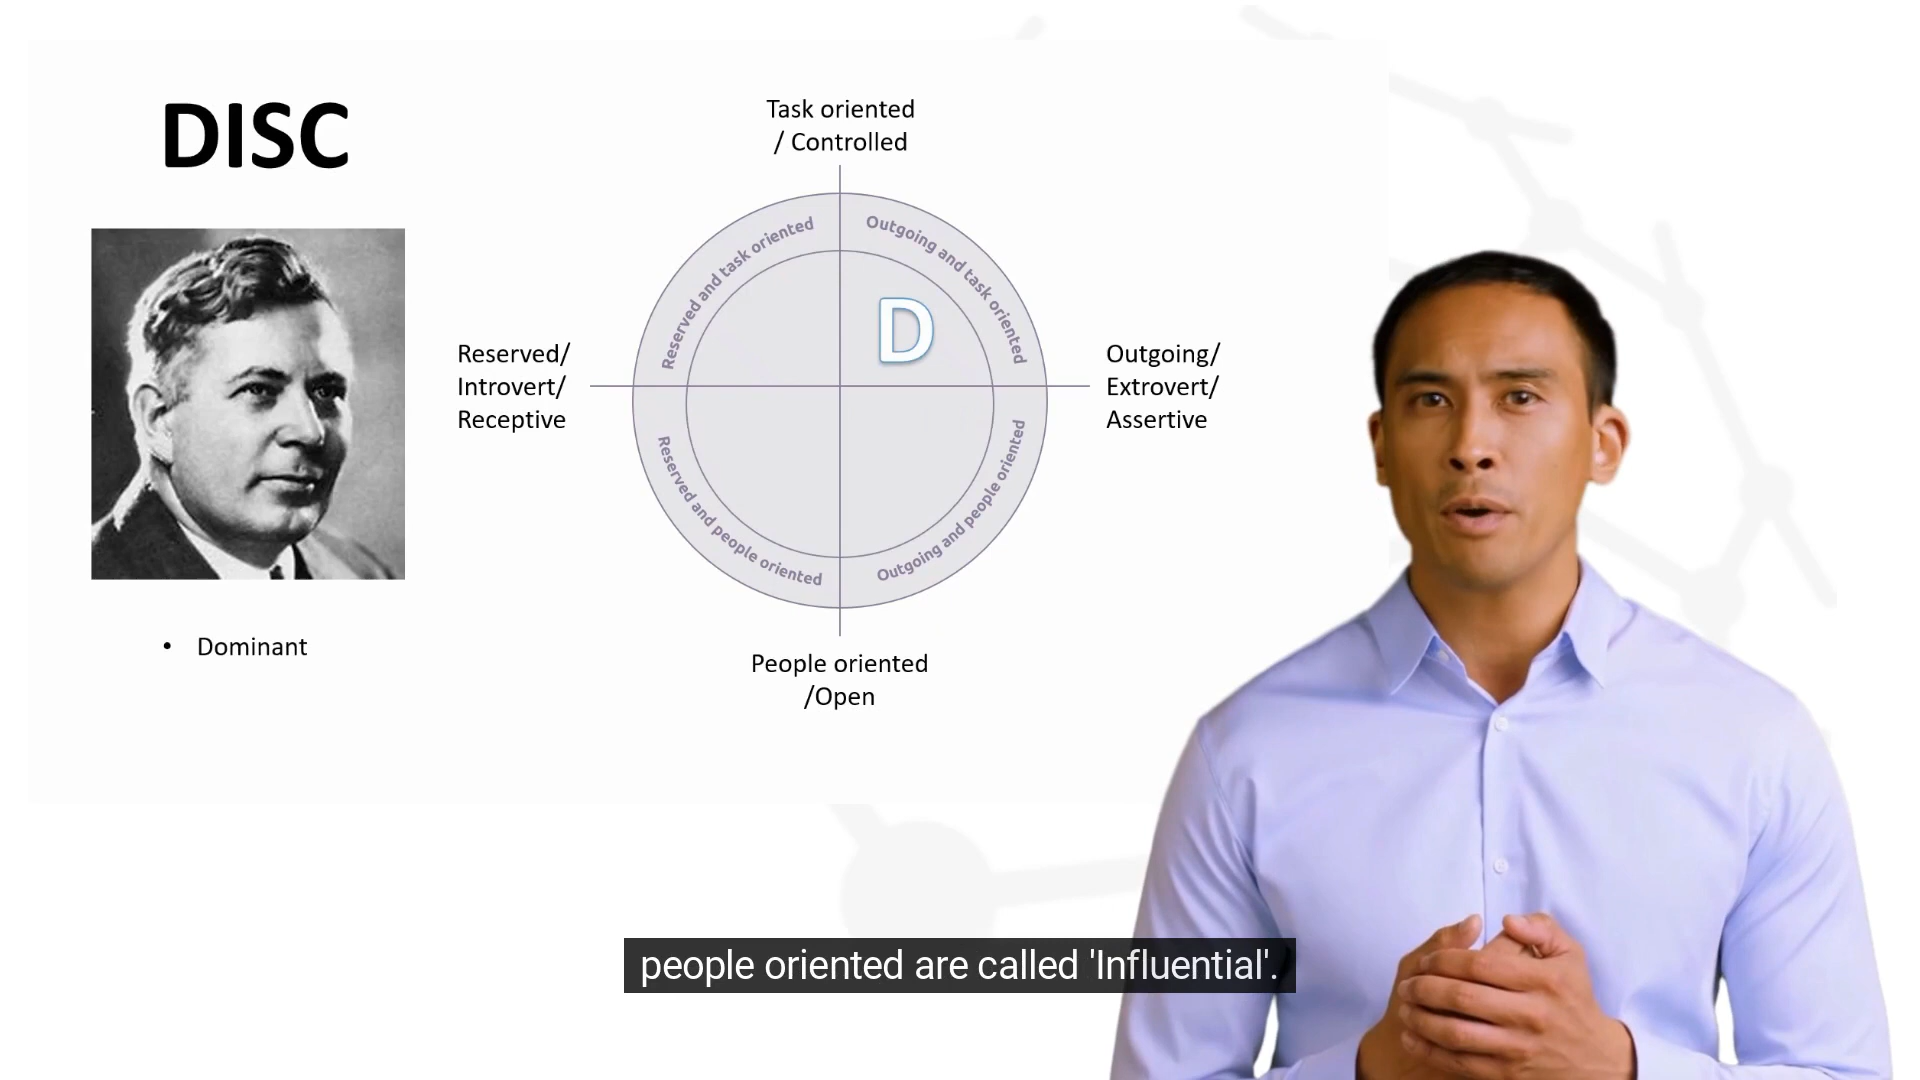 DISC
Task oriented
/ Controlled
Reserved and task oriented
Outgoing and task oriented
D
Reserved/
Introvert/
Receptive
Outgoing/
Extrovert/
Assertive
Reserved and people oriented
Outgoing and people oriented
• Dominant
People oriented
/Open
people oriented are called 'Influential'.